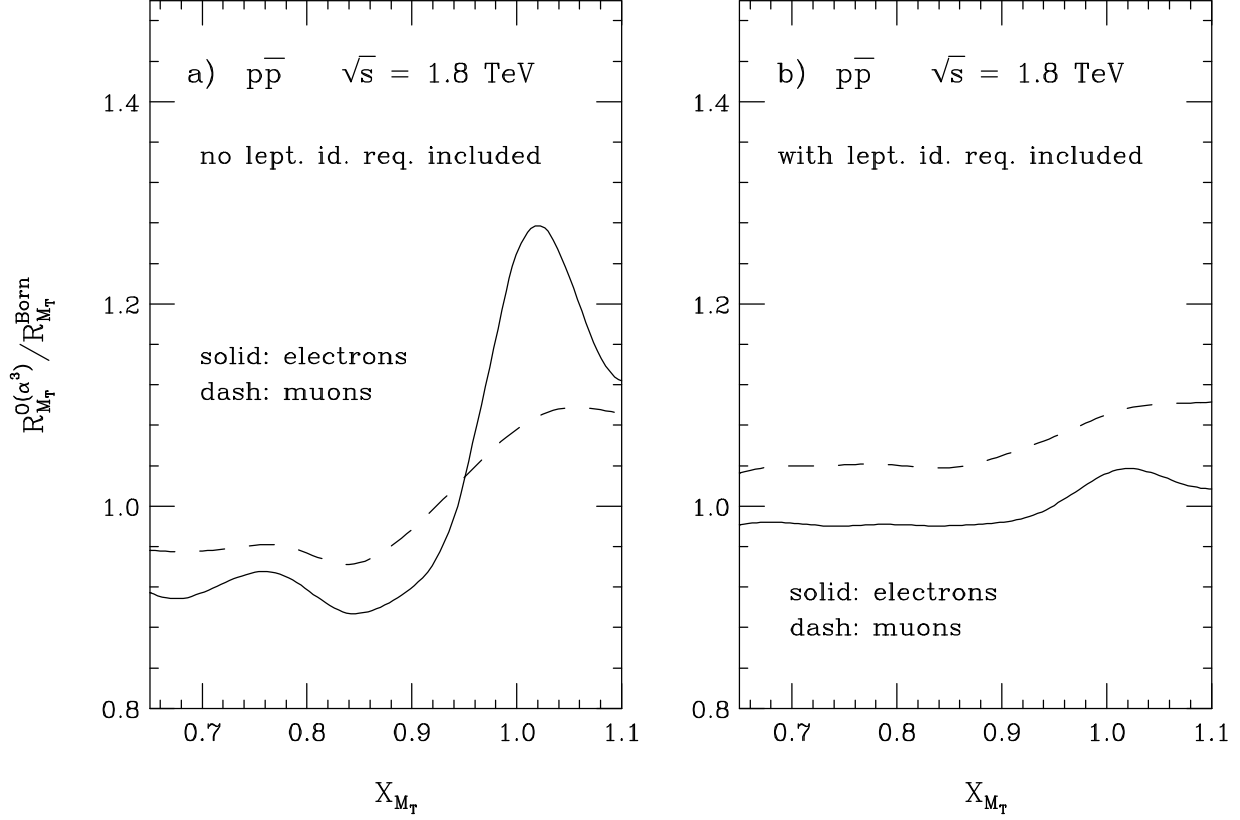 a) pp̅ √s = 1.8 TeV
no lept. id. req. included
solid: electrons
dash: muons
1.4
1.2
1.0
0.8
0.7 0.8 0.9 1.0 1.1
X_{M_T}
R_{M_T}^{O(α^3)}/R_{M_T}^{Born}
b) pp̅ √s = 1.8 TeV
with lept. id. req. included
solid: electrons
dash: muons
1.4
1.2
1.0
0.8
0.7 0.8 0.9 1.0 1.1
X_{M_T}